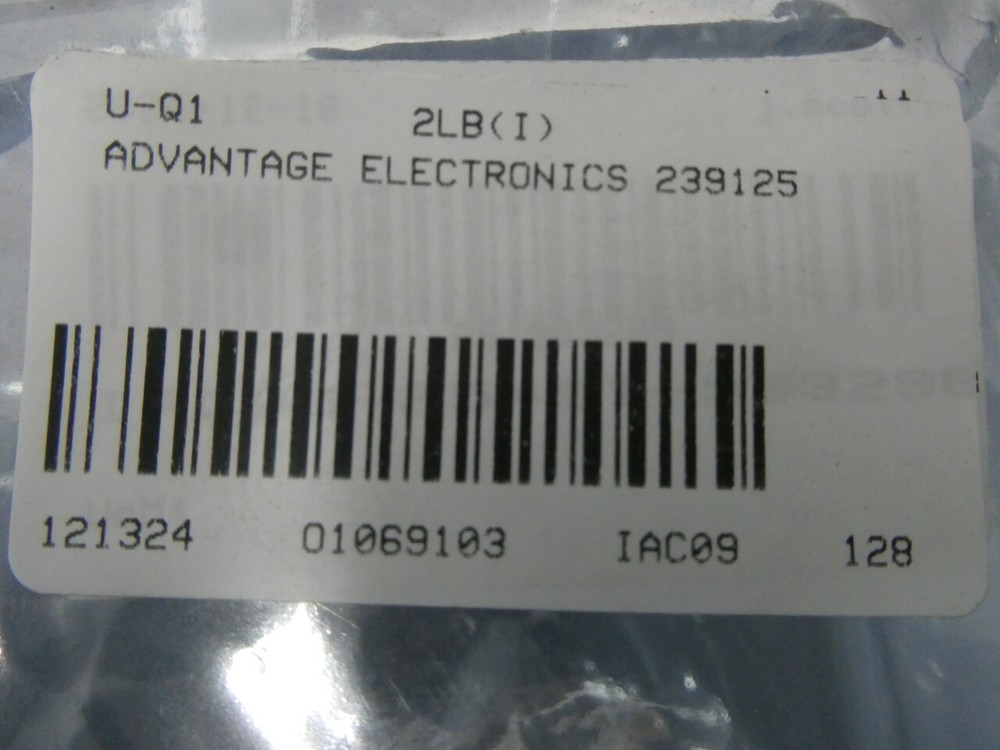 U-Q1 2LB(I)
ADVANTAGE ELECTRONICS 239125
121324 01069103 IAC09 128